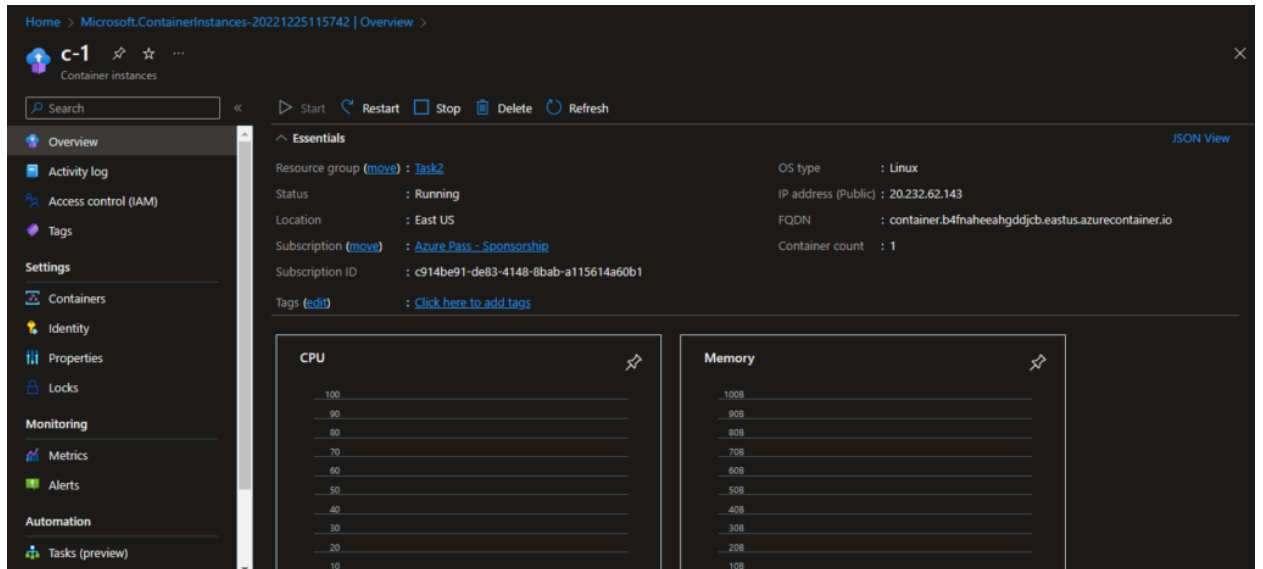 Home > Microsoft.ContainerInstances-20221225115742 | Overview >
c-1
Container instances
Search
Overview
Activity log
Access control (IAM)
Tags
Settings
Containers
Identity
Properties
Locks
Monitoring
Metrics
Alerts
Automation
Tasks (preview)
Start Restart Stop Delete Refresh
Essentials JSON View
Resource group (move) : Task2
Status : Running
Location : East US
Subscription (move) : Azure Pass - Sponsorship
Subscription ID : c914be91-de83-4148-8bab-a115614a60b1
Tags (edit) : Click here to add tags
OS type : Linux
IP address (Public) : 20.232.62.143
FQDN : container.b4fnaheeahgddjcb.eastus.azurecontainer.io
Container count : 1
CPU
100
90
80
70
60
50
40
30
20
10
Memory
100B
90B
80B
70B
60B
50B
40B
30B
20B
10B